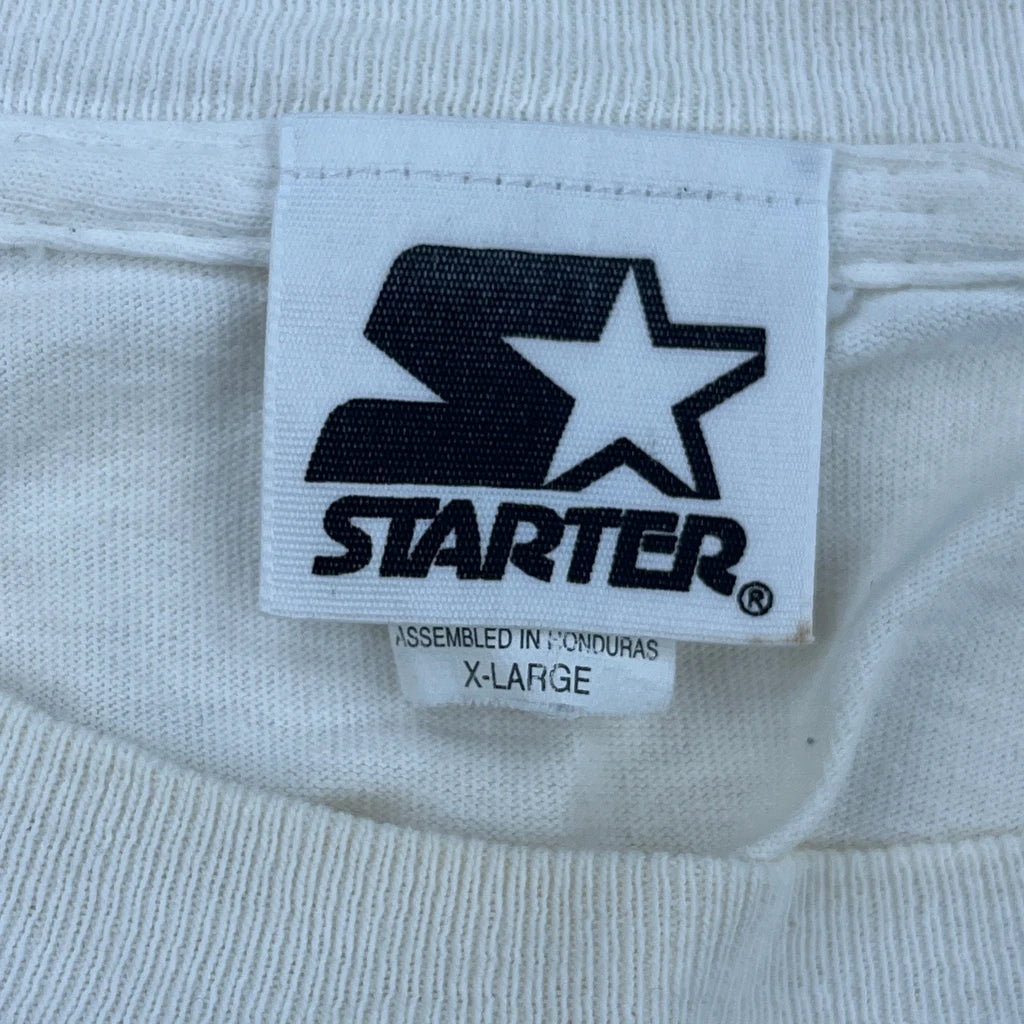 STARTER®
ASSEMBLED IN HONDURAS
X-LARGE